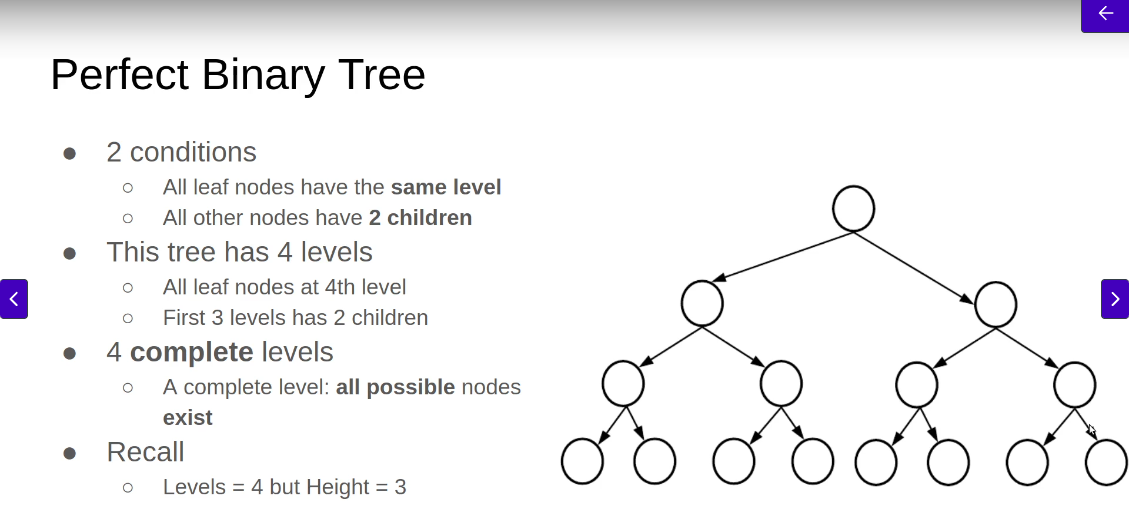 Perfect Binary Tree
● 2 conditions
○ All leaf nodes have the same level
○ All other nodes have 2 children
● This tree has 4 levels
○ All leaf nodes at 4th level
○ First 3 levels has 2 children
● 4 complete levels
○ A complete level: all possible nodes
exist
● Recall
○ Levels = 4 but Height = 3